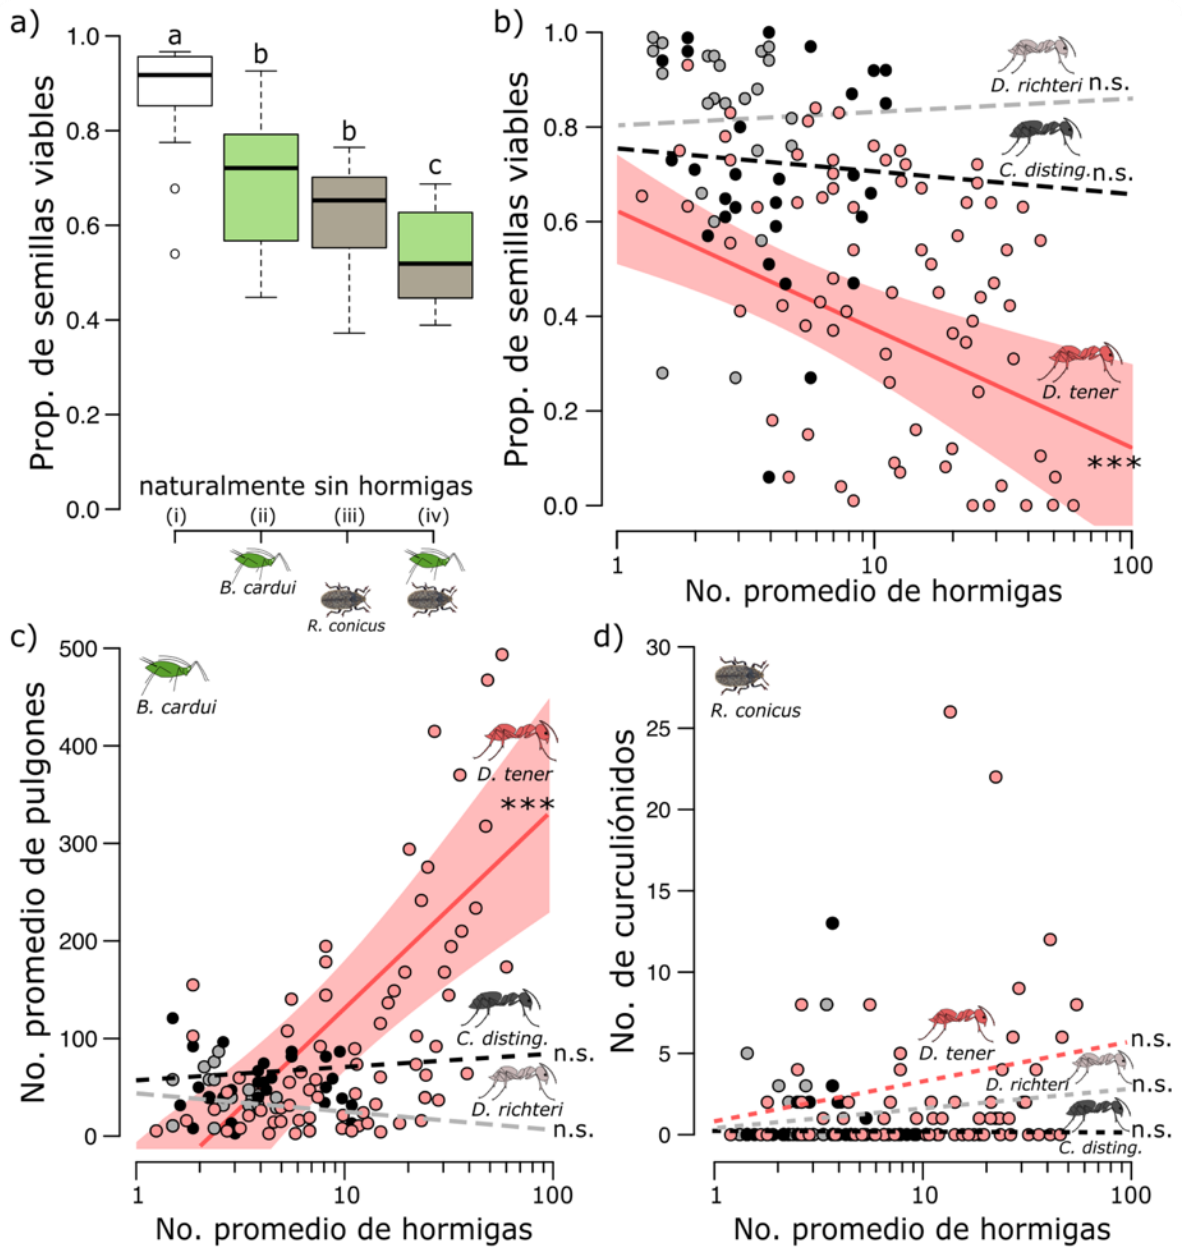 a)
Prop. de semillas viables
1.0
0.8
0.6
0.4
0.2
0.0
a
b
b
c
naturalmente sin hormigas
(i) (ii) (iii) (iv)
B. cardui
R. conicus
b)
Prop. de semillas viables
1.0
0.8
0.6
0.4
0.2
0.0
D. richteri n.s.
C. disting. n.s.
D. tener
***
1 10 100
No. promedio de hormigas
c)
No. promedio de pulgones
500
400
300
200
100
0
B. cardui
D. tener
***
C. disting.
n.s.
D. richteri
n.s.
1 10 100
No. promedio de hormigas
d)
No. de curculiónidos
30
25
20
15
10
5
0
R. conicus
D. tener
n.s.
D. richteri
n.s.
n.s.
C. disting.
1 10 100
No. promedio de hormigas